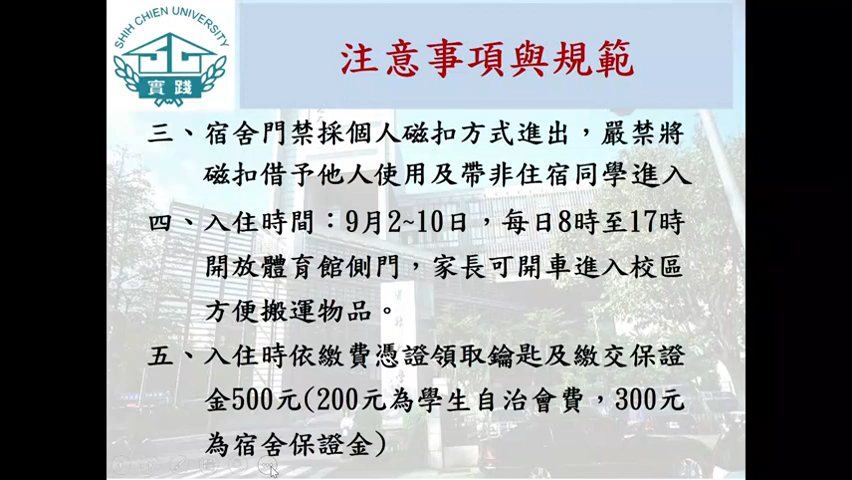 SHIH CHIEN UNIVERSITY
實踐
注意事項與規範
三、宿舍門禁採個人磁扣方式進出，嚴禁將
磁扣借予他人使用及帶非住宿同學進入
四、入住時間：9月2~10日，每日8時至17時
開放體育館側門，家長可開車進入校區
方便搬運物品。
五、入住時依繳費憑證領取鑰匙及繳交保證
金500元(200元為學生自治會費，300元
為宿舍保證金)